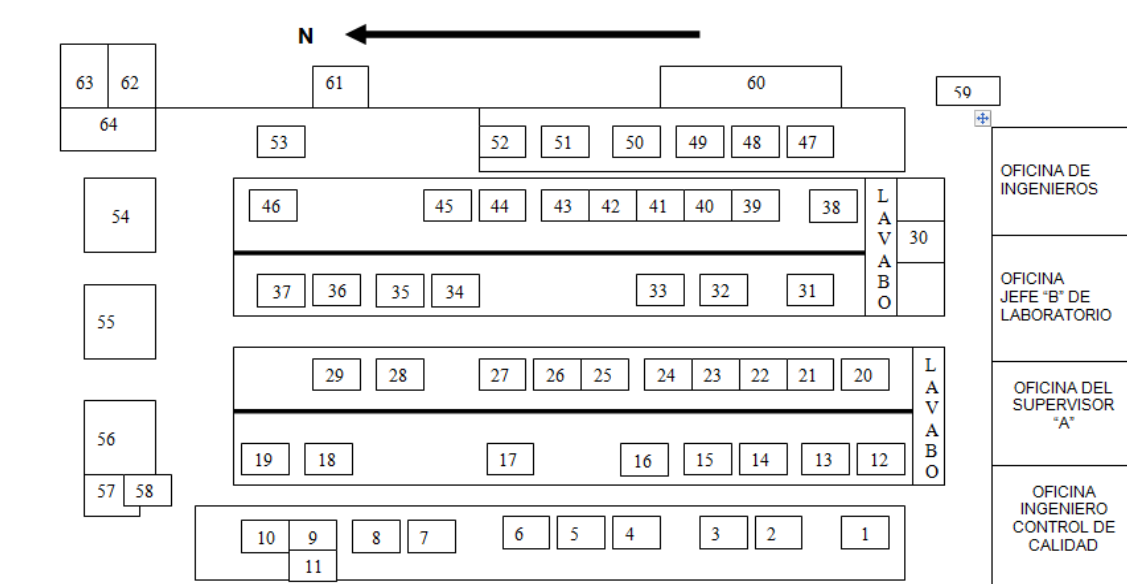 N
63 62 61 60 59
64
53 52 51 50 49 48 47
OFICINA DE
INGENIEROS
54
46 45 44 43 42 41 40 39 38
L
A
V
A
B
O
30
37 36 35 34 33 32 31
OFICINA
JEFE “B” DE
LABORATORIO
55
29 28 27 26 25 24 23 22 21 20
L
A
V
A
B
O
OFICINA DEL
SUPERVISOR
“A”
56
19 18 17 16 15 14 13 12
57 58
OFICINA
INGENIERO
CONTROL DE
CALIDAD
10 9 8 7 6 5 4 3 2 1
11